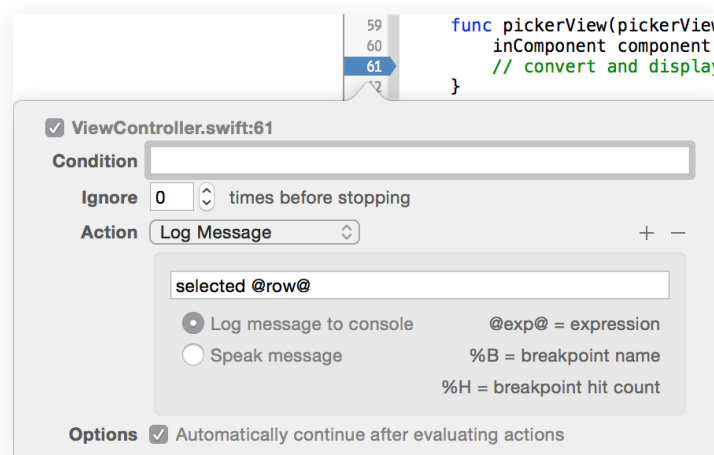 59 func pickerView(pickerView
60 inComponent component
61 // convert and display
62 }
ViewController.swift:61
Condition
Ignore 0 times before stopping
Action Log Message + −
selected @row@
Log message to console @exp@ = expression
Speak message %B = breakpoint name
%H = breakpoint hit count
Options Automatically continue after evaluating actions